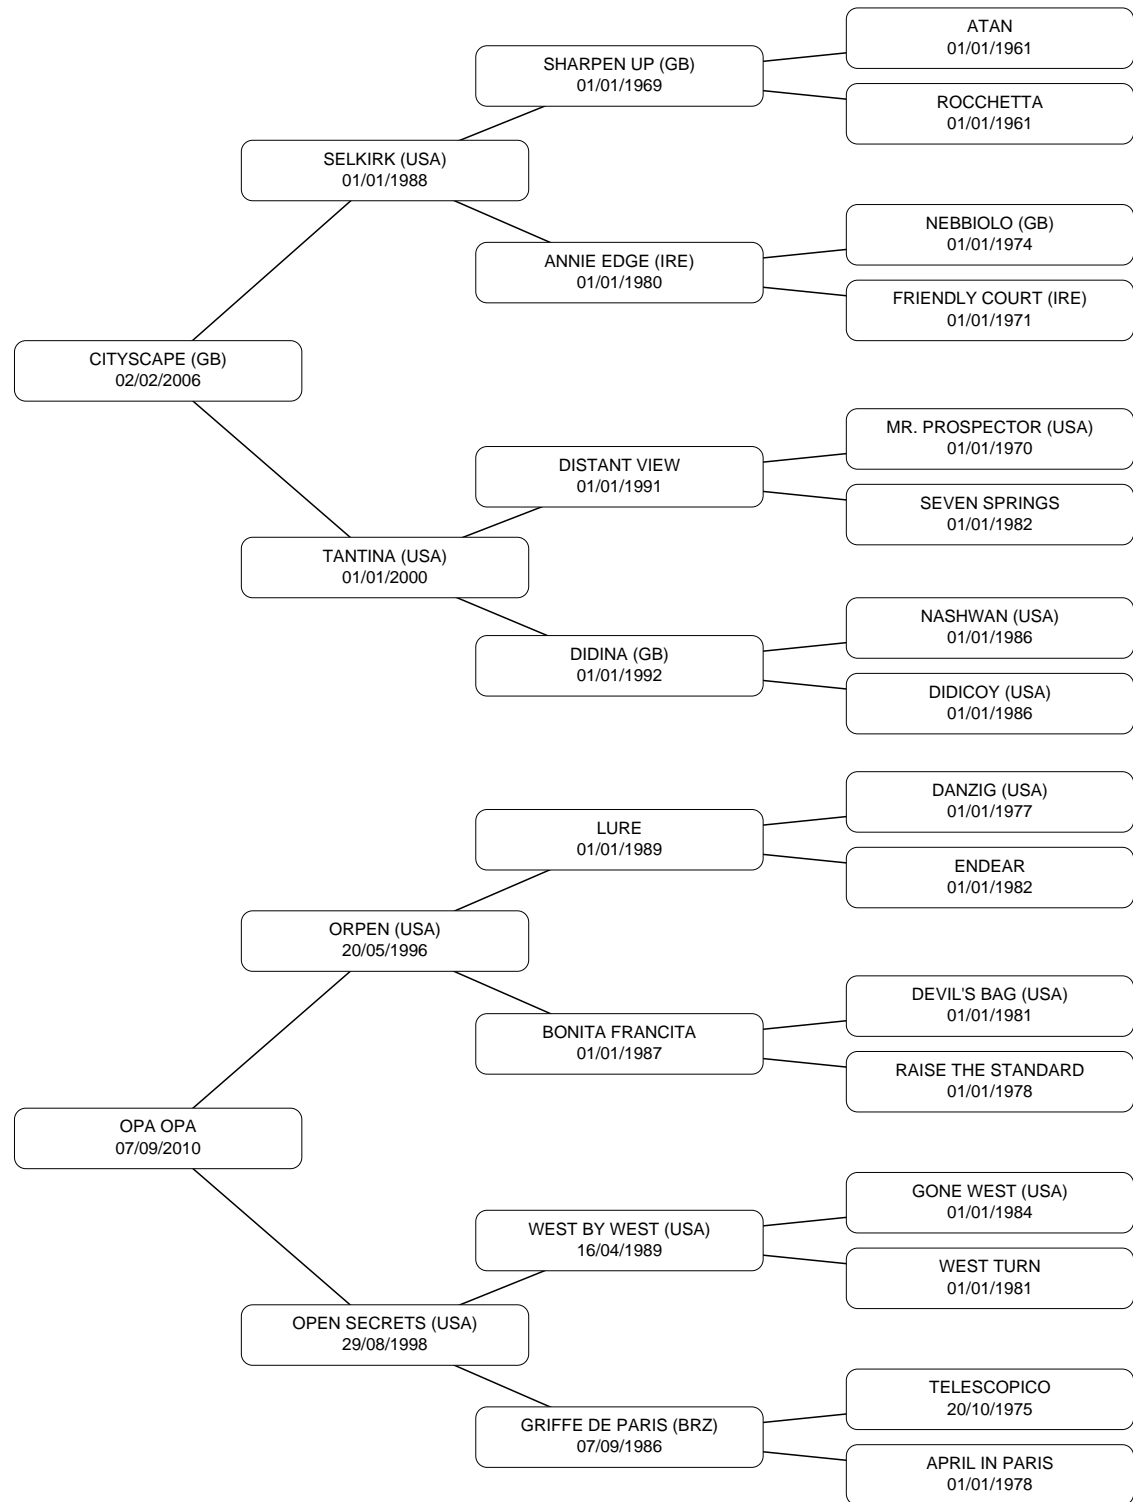 ATAN
01/01/1961
SHARPEN UP (GB)
01/01/1969
ROCCHETTA
01/01/1961
SELKIRK (USA)
01/01/1988
NEBBIOLO (GB)
01/01/1974
ANNIE EDGE (IRE)
01/01/1980
FRIENDLY COURT (IRE)
01/01/1971
CITYSCAPE (GB)
02/02/2006
MR. PROSPECTOR (USA)
01/01/1970
DISTANT VIEW
01/01/1991
SEVEN SPRINGS
01/01/1982
TANTINA (USA)
01/01/2000
NASHWAN (USA)
01/01/1986
DIDINA (GB)
01/01/1992
DIDICOY (USA)
01/01/1986
DANZIG (USA)
01/01/1977
LURE
01/01/1989
ENDEAR
01/01/1982
ORPEN (USA)
20/05/1996
DEVIL'S BAG (USA)
01/01/1981
BONITA FRANCITA
01/01/1987
RAISE THE STANDARD
01/01/1978
OPA OPA
07/09/2010
GONE WEST (USA)
01/01/1984
WEST BY WEST (USA)
16/04/1989
WEST TURN
01/01/1981
OPEN SECRETS (USA)
29/08/1998
TELESCOPICO
20/10/1975
GRIFFE DE PARIS (BRZ)
07/09/1986
APRIL IN PARIS
01/01/1978